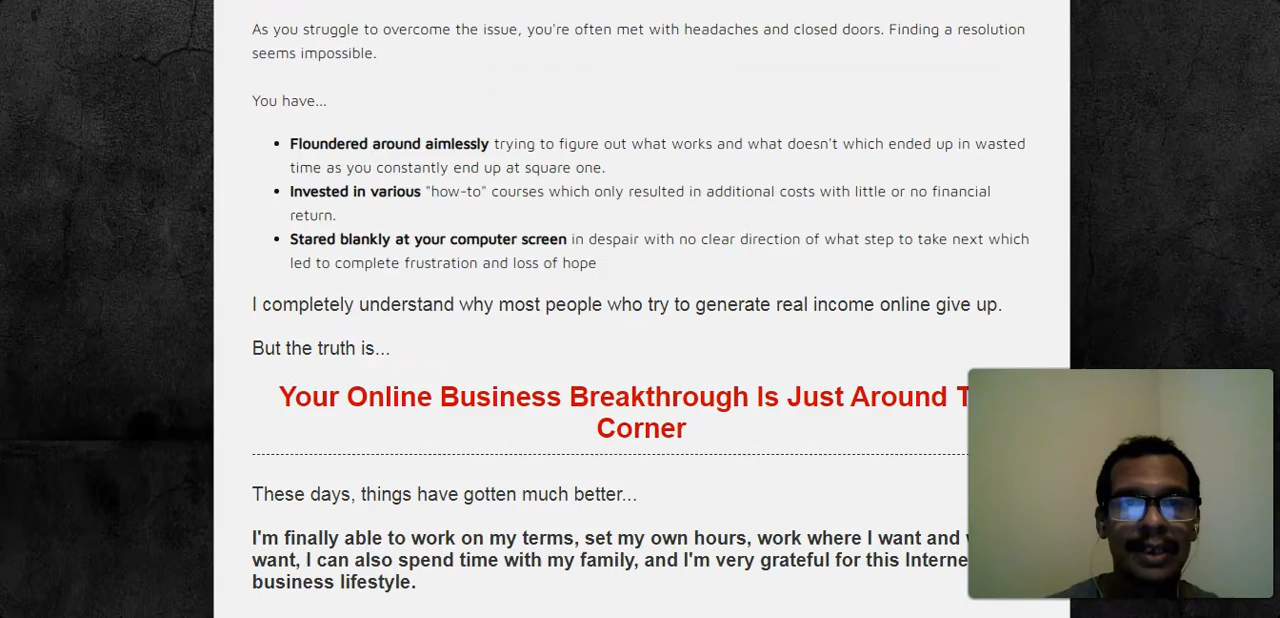 As you struggle to overcome the issue, you're often met with headaches and closed doors. Finding a resolution
seems impossible.
You have...
Floundered around aimlessly trying to figure out what works and what doesn't which ended up in wasted
time as you constantly end up at square one.
Invested in various "how-to" courses which only resulted in additional costs with little or no financial
return.
Stared blankly at your computer screen in despair with no clear direction of what step to take next which
led to complete frustration and loss of hope
I completely understand why most people who try to generate real income online give up.
But the truth is...
Your Online Business Breakthrough Is Just Around
Corner
These days, things have gotten much better...
I'm finally able to work on my terms, set my own hours, work where I want and
want, I can also spend time with my family, and I'm very grateful for this
business lifestyle.